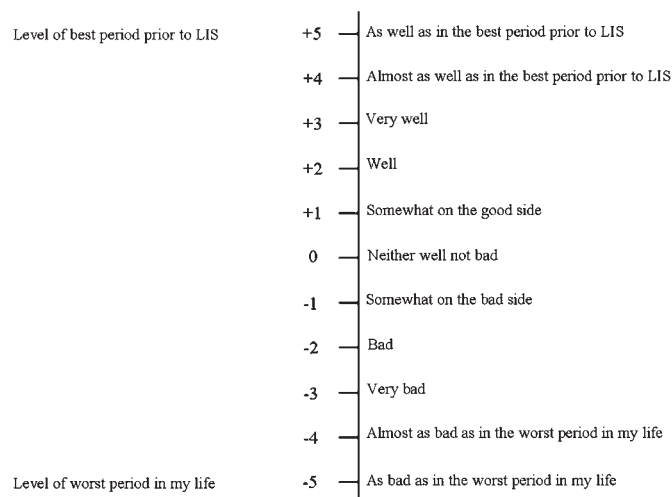 Level of best period prior to LIS +5 As well as in the best period prior to LIS
+4 Almost as well as in the best period prior to LIS
+3 Very well
+2 Well
+1 Somewhat on the good side
0 Neither well not bad
-1 Somewhat on the bad side
-2 Bad
-3 Very bad
-4 Almost as bad as in the worst period in my life
Level of worst period in my life -5 As bad as in the worst period in my life